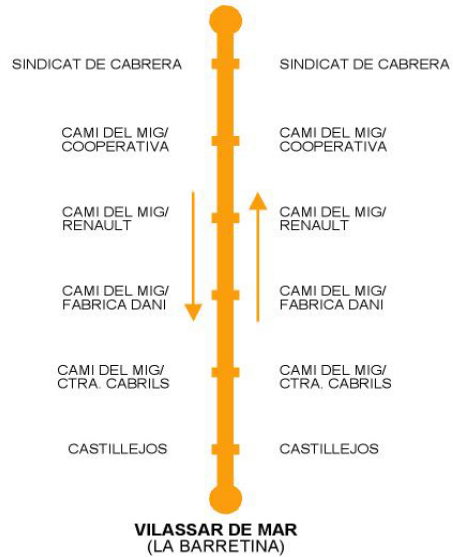 SINDICAT DE CABRERA
SINDICAT DE CABRERA
CAMI DEL MIG/
COOPERATIVA
CAMI DEL MIG/
COOPERATIVA
CAMI DEL MIG/
RENAULT
CAMI DEL MIG/
RENAULT
CAMI DEL MIG/
FABRICA DANI
CAMI DEL MIG/
FABRICA DANI
CAMI DEL MIG/
CTRA. CABRILS
CAMI DEL MIG/
CTRA. CABRILS
CASTILLEJOS
CASTILLEJOS
VILASSAR DE MAR
(LA BARRETINA)